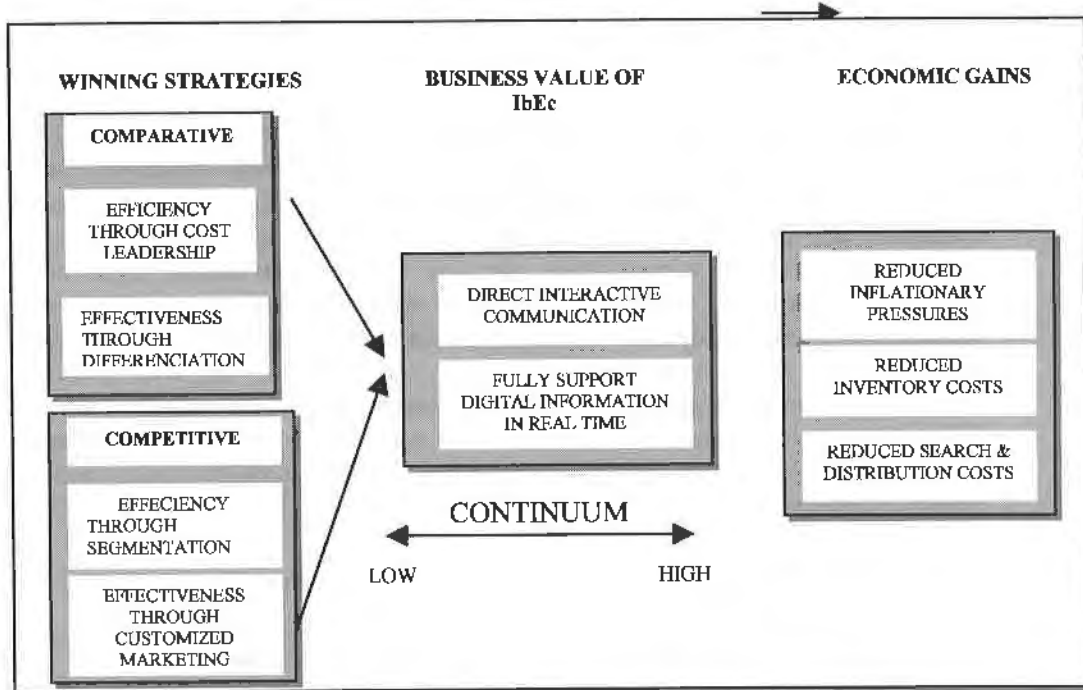 WINNING STRATEGIES
COMPARATIVE
EFFICIENCY
THROUGH COST
LEADERSHIP
EFFECTIVENESS
THROUGH
DIFFERENCIATION
COMPETITIVE
EFFECIENCY
THROUGH
SEGMENTATION
EFFECTIVENESS
THROUGH
CUSTOMIZED
MARKETING
BUSINESS VALUE OF
IbEc
DIRECT INTERACTIVE
COMMUNICATION
FULLY SUPPORT
DIGITAL INFORMATION
IN REAL TIME
CONTINUUM
LOW
HIGH
ECONOMIC GAINS
REDUCED
INFLATIONARY
PRESSURES
REDUCED
INVENTORY COSTS
REDUCED SEARCH &
DISTRIBUTION COSTS